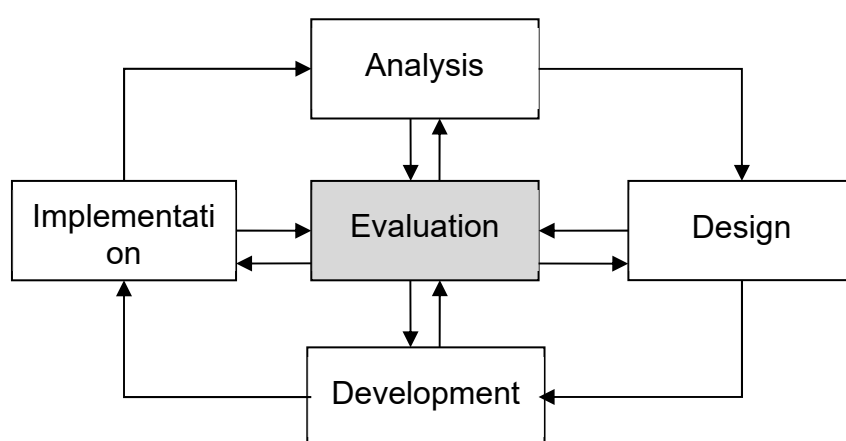 Analysis
Implementati
on
Evaluation
Design
Development